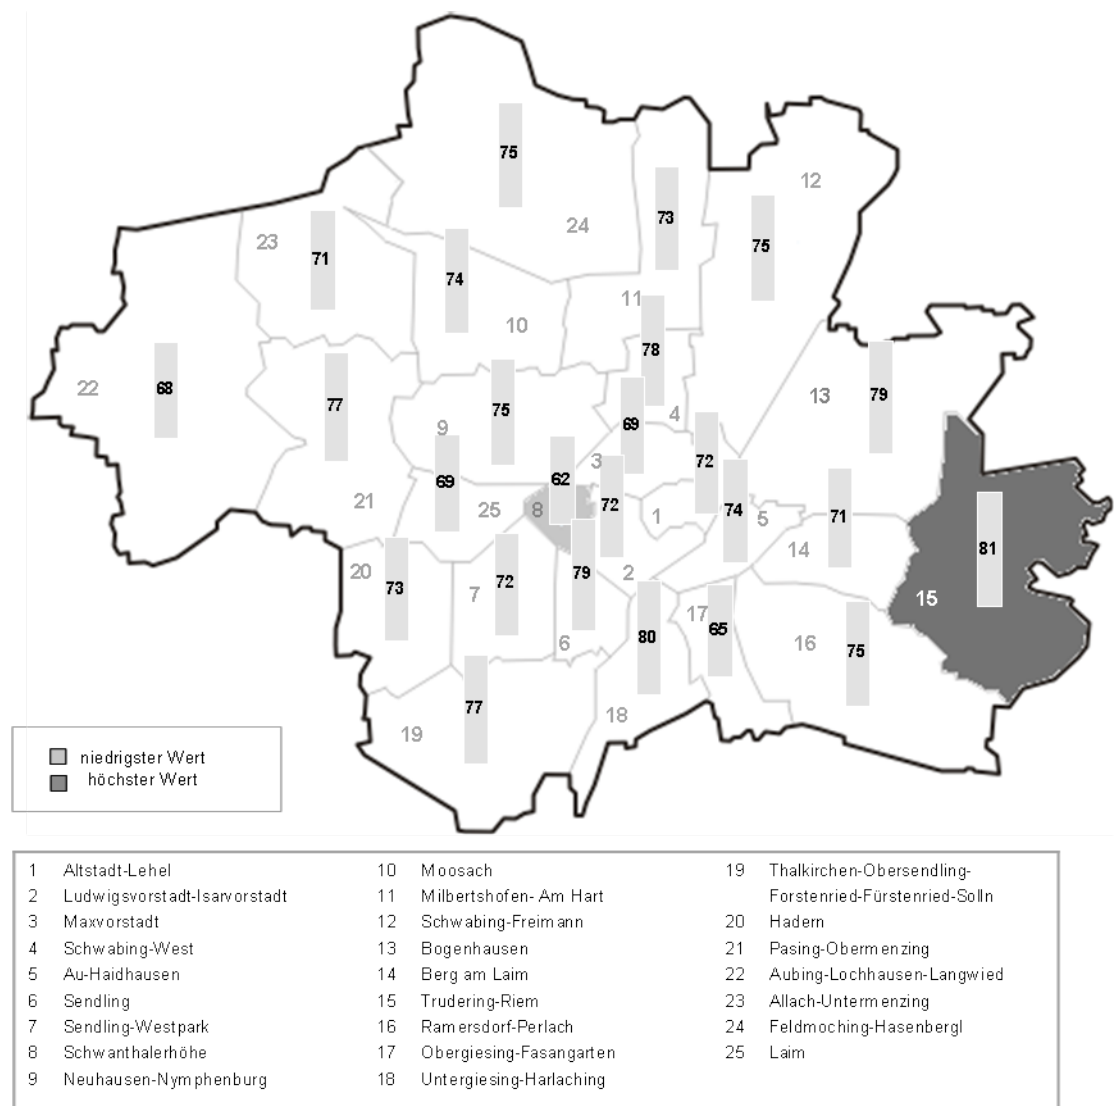 75
12
73
24
23
75
71
74
11
10
78
22
68
13
79
77
75
69
4
9
72
3
69
62
21
25
8
72
1
74
5
71
14
81
20
73
7
72
79
2
15
17
65
80
6
16
75
77
18
19
niedrigster Wert
höchster Wert
1 Altstadt-Lehel
2 Ludwigsvorstadt-Isarvorstadt
3 Maxvorstadt
4 Schwabing-West
5 Au-Haidhausen
6 Sendling
7 Sendling-Westpark
8 Schwanthalerhöhe
9 Neuhausen-Nymphenburg
10 Moosach
11 Milbertshofen- Am Hart
12 Schwabing-Freimann
13 Bogenhausen
14 Berg am Laim
15 Trudering-Riem
16 Ramersdorf-Perlach
17 Obergiesing-Fasangarten
18 Untergiesing-Harlaching
19 Thalkirchen-Obersendling-
Forstenried-Fürstenried-Solln
20 Hadern
21 Pasing-Obermenzing
22 Aubing-Lochhausen-Langwied
23 Allach-Untermenzing
24 Feldmoching-Hasenbergl
25 Laim